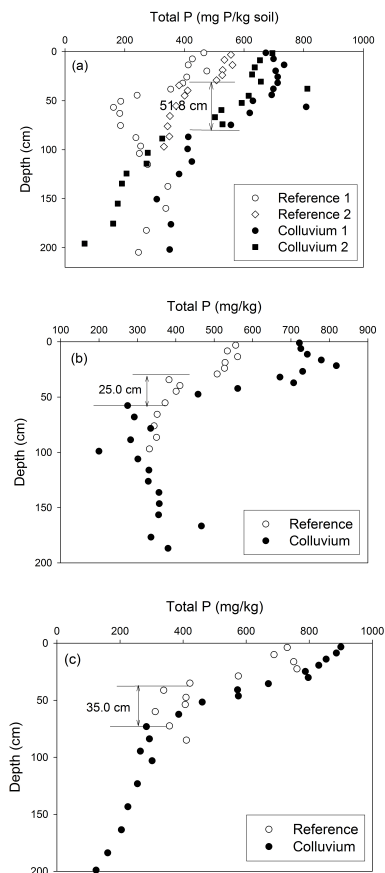 Total P (mg P/kg soil)
0 200 400 600 800 1000
(a)
Depth (cm)
0
50
100
150
200
51.8 cm
Reference 1
Reference 2
Colluvium 1
Colluvium 2
Total P (mg/kg)
100 200 300 400 500 600 700 800 900
(b)
Depth (cm)
0
50
100
150
200
25.0 cm
Reference
Colluvium
Total P (mg/kg)
0 200 400 600 800 1000
(c)
Depth (cm)
0
50
100
150
200
35.0 cm
Reference
Colluvium